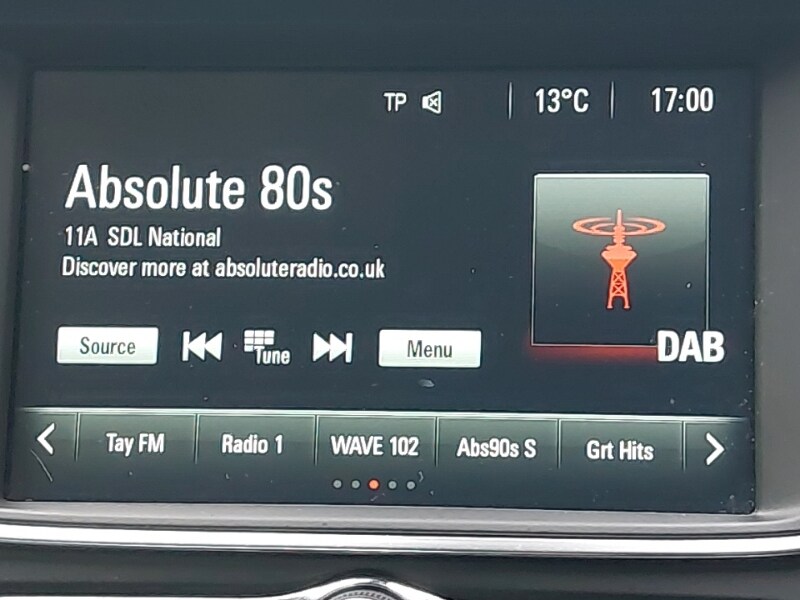 TP 13°C 17:00
Absolute 80s
11A SDL National
Discover more at absoluteradio.co.uk
DAB
Source Tune Menu
Tay FM Radio 1 WAVE 102 Abs90s S Grt Hits